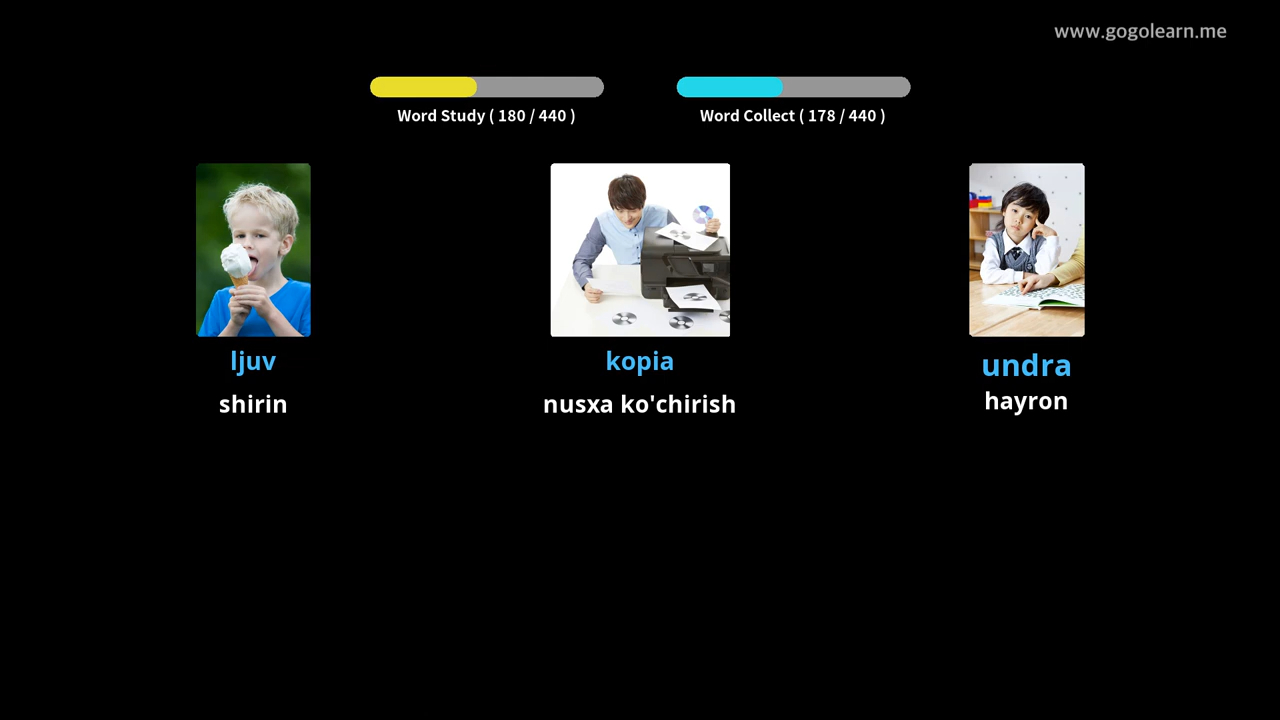 www.gogolearn.me
Word Study ( 180 / 440 )
Word Collect ( 178 / 440 )
ljuv
kopia
undra
shirin
nusxa ko'chirish
hayron